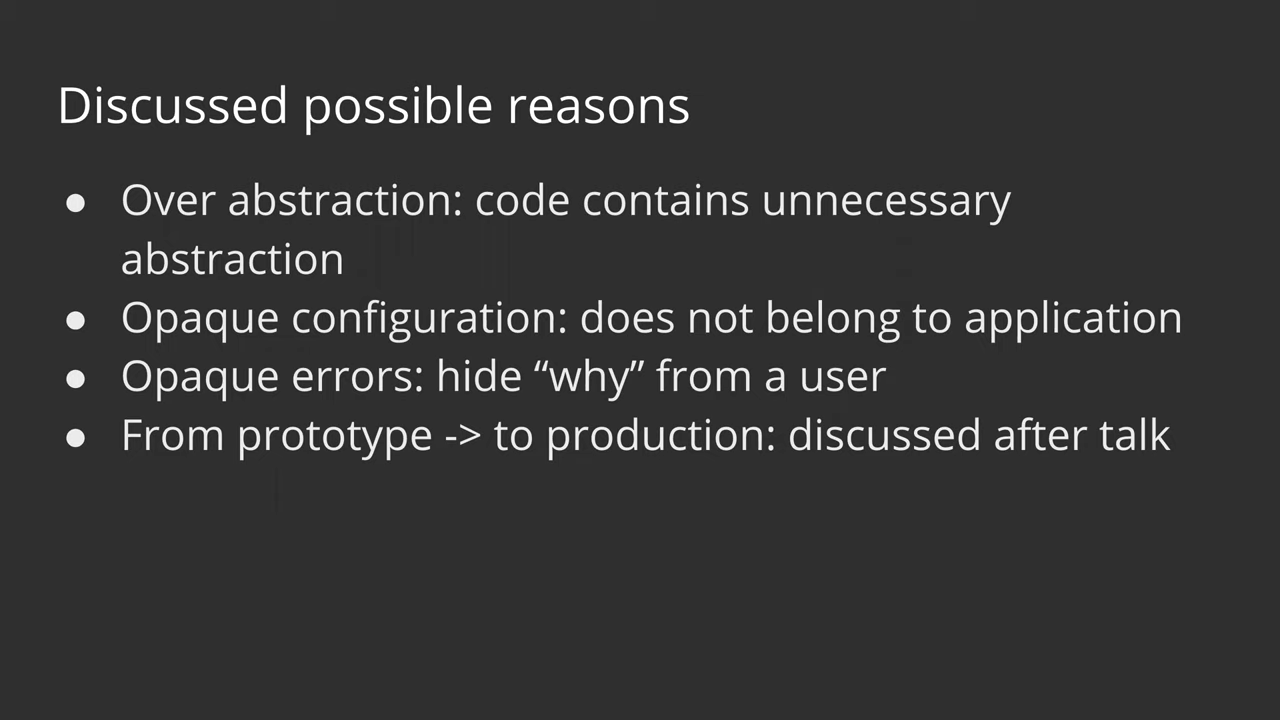 Discussed possible reasons
● Over abstraction: code contains unnecessary
abstraction
● Opaque configuration: does not belong to application
● Opaque errors: hide “why” from a user
● From prototype -> to production: discussed after talk